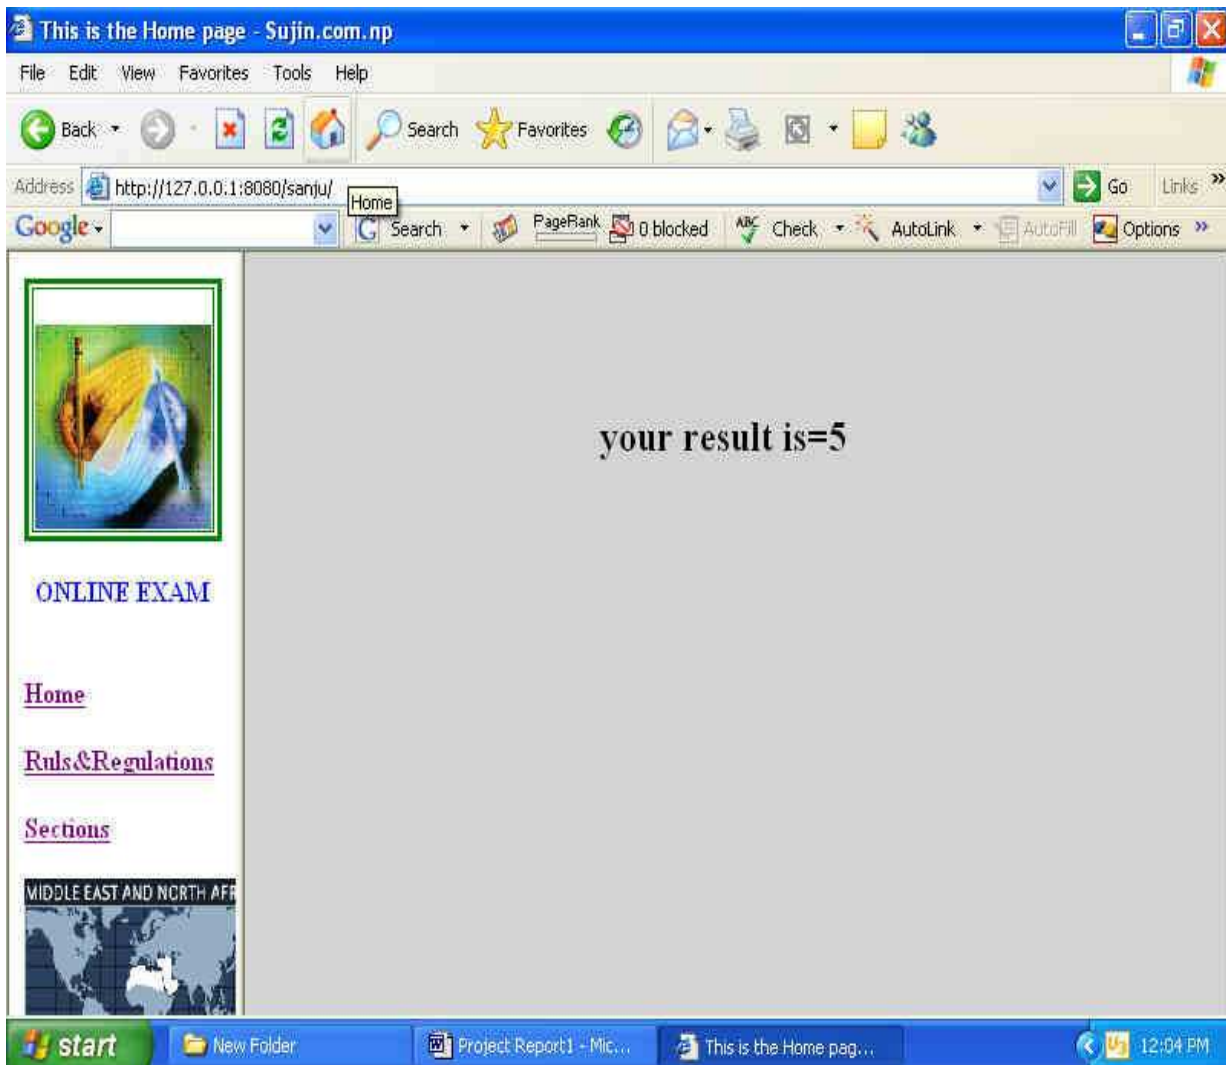 This is the Home page - Sujin.com.np
File Edit View Favorites Tools Help
Back Search Favorites
Address http://127.0.0.1:8080/sanju/ Go Links »
Home
Google Search PageRank 0 blocked ABC Check AutoLink AutoFill Options »
your result is=5
ONLINE EXAM
Home
Ruls&Regulations
Sections
MIDDLE EAST AND NORTH AFR
start New Folder Project Report1 - Mic... This is the Home pag... 12:04 PM